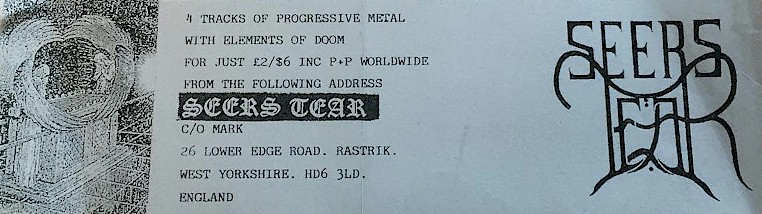 4 TRACKS OF PROGRESSIVE METAL
WITH ELEMENTS OF DOOM
FOR JUST £2/$6 INC P+P WORLDWIDE
FROM THE FOLLOWING ADDRESS
SEERS TEAR
C/O MARK
26 LOWER EDGE ROAD. RASTRIK.
WEST YORKSHIRE. HD6 3LD.
ENGLAND
SEERS
TEAR